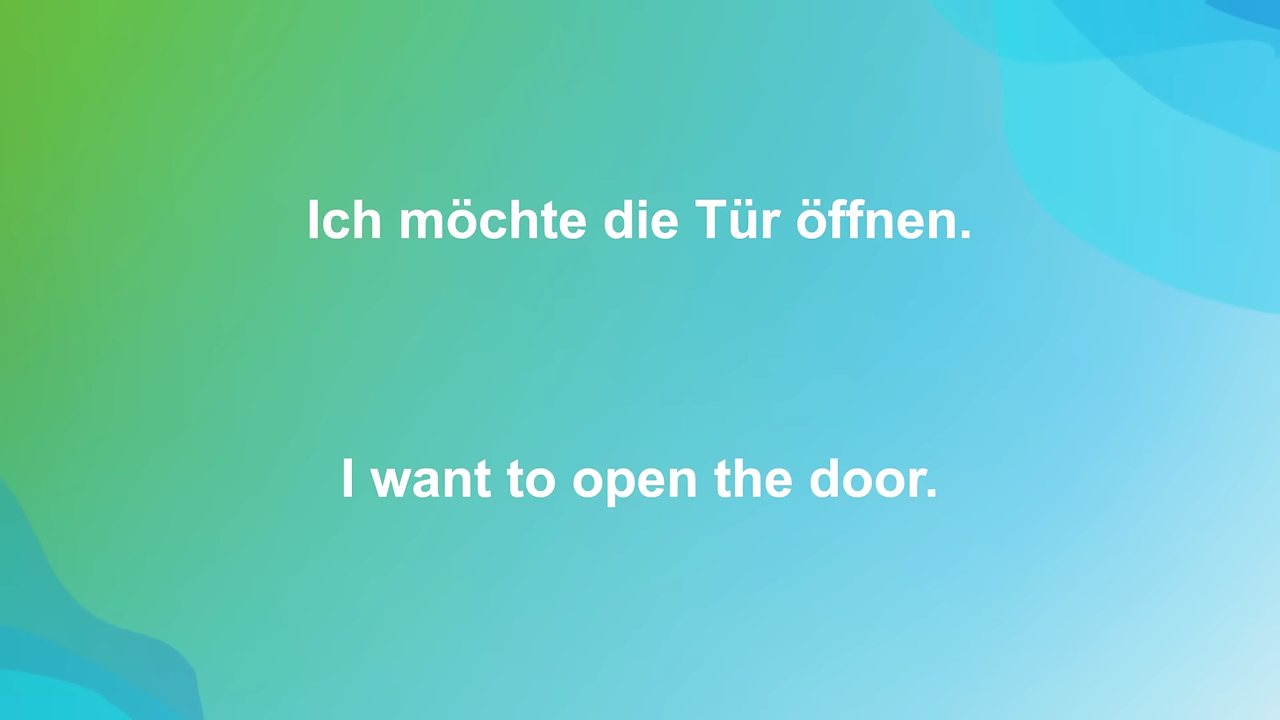 Ich möchte die Tür öffnen.
I want to open the door.